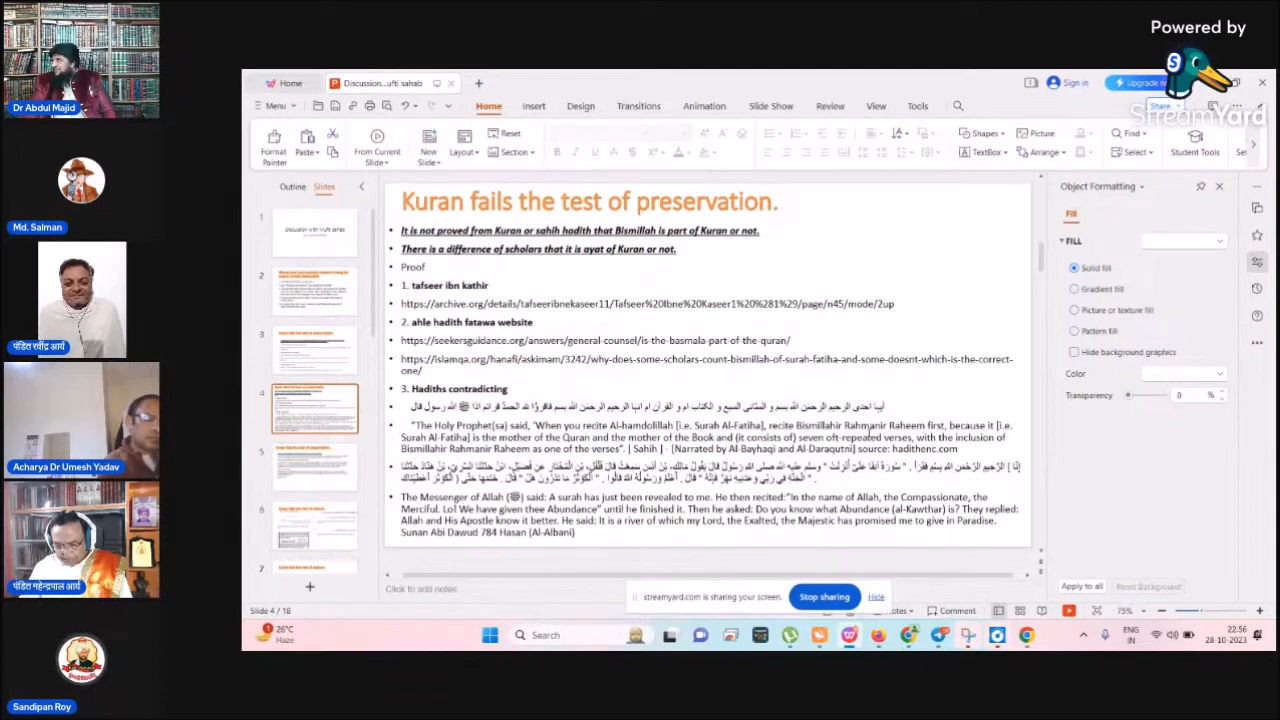 Powered by
StreamYard
Dr Abdul Majid
Md. Salman
पंडित रवींद्र आर्य
Acharya Dr Umesh Yadav
पंडित महेन्द्रपाल आर्य
Sandipan Roy
Home
Discussion...ufti sahab
Sign in
Menu
Home Insert Design Transitions Animation Slide Show Review View Tools
Share
Format Painter
Paste
From Current Slide
New Slide
Layout
Reset
Section
Shapes
Picture
TextBox
Arrange
Find
Select
Student Tools
Outline Slides
1
2
3
4
5
6
7
Kuran fails the test of preservation.
It is not proved from Kuran or sahih hadith that Bismillah is part of Kuran or not.
There is a difference of scholars that it is ayat of Kuran or not.
Proof
1. tafseer ibn kathir
https://archive.org/details/tafseeribnekaseer11/Tafseer%20Ibne%20Kaseer1%20%281%29/page/n45/mode/2up
2. ahle hadith fatawa website
https://seekersguidance.org/answers/general-counsel/is-the-basmala-part-of-the-quran/
https://islamqa.org/hanafi/askimam/3242/why-does-some-scholars-count-bismillah-of-surah-fatiha-and-some-doesnt-which-is-the-correct-
one/
3. Hadiths contradicting
"The Holy Prophet(sa) said, 'When you recite Al-hamdolillah [i.e. Surah Al-Fatiha], recite Bismillahir Rahmanir Raheem first, because it [i.e.
Surah Al-Fatiha] is the mother of the Quran and the mother of the Book and it consists of) seven oft-repeated verses, with the inclusion of
Bismillahir Rahmanir Raheem as one of the verses". [ Sahih ] - [Narrated by Al-Bayhaqi and Al-Daraqutni] source: hadithenc.com
The Messenger of Allah (ﷺ) said: A surah has just been revealed to me. He then recited:"In the name of Allah, the Compassionate, the
Merciful. Lo! We have given thee Abundance" until he finished it. Then he asked: Do you know what Abundance (al-Kawthar) is? They replied:
Allah and His Apostle know it better. He said: It is a river of which my Lord, the Exalted, the Majestic has promised me to give in Paradise.
Sunan Abi Dawud 784 Hasan (Al-Albani)
Click to add notes
Object Formatting
Fill
FILL
Solid fill
Gradient fill
Picture or texture fill
Pattern fill
Hide background graphics
Color
Transparency 0 %
Apply to all Reset Background
streamyard.com is sharing your screen.
Stop sharing
Hide
Slide 4 / 18
Comment
75%
26°C
Haze
Search
ENG
IN
22:56
28-10-2023